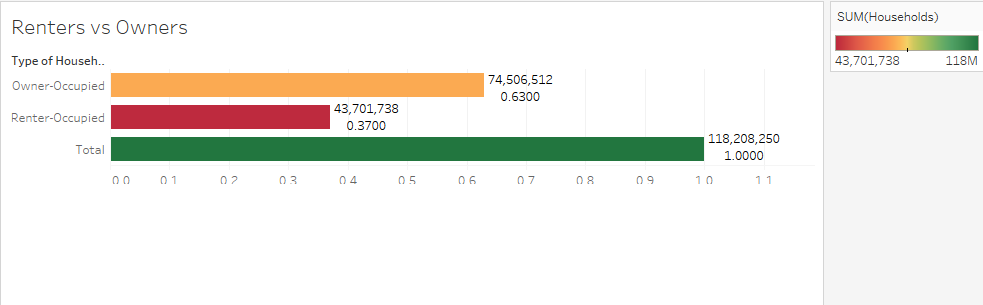 Renters vs Owners
Type of Househ..
Owner-Occupied
74,506,512
0.6300
Renter-Occupied
43,701,738
0.3700
Total
118,208,250
1.0000
0.0 0.1 0.2 0.3 0.4 0.5 0.6 0.7 0.8 0.9 1.0 1.1
SUM(Households)
43,701,738 118M